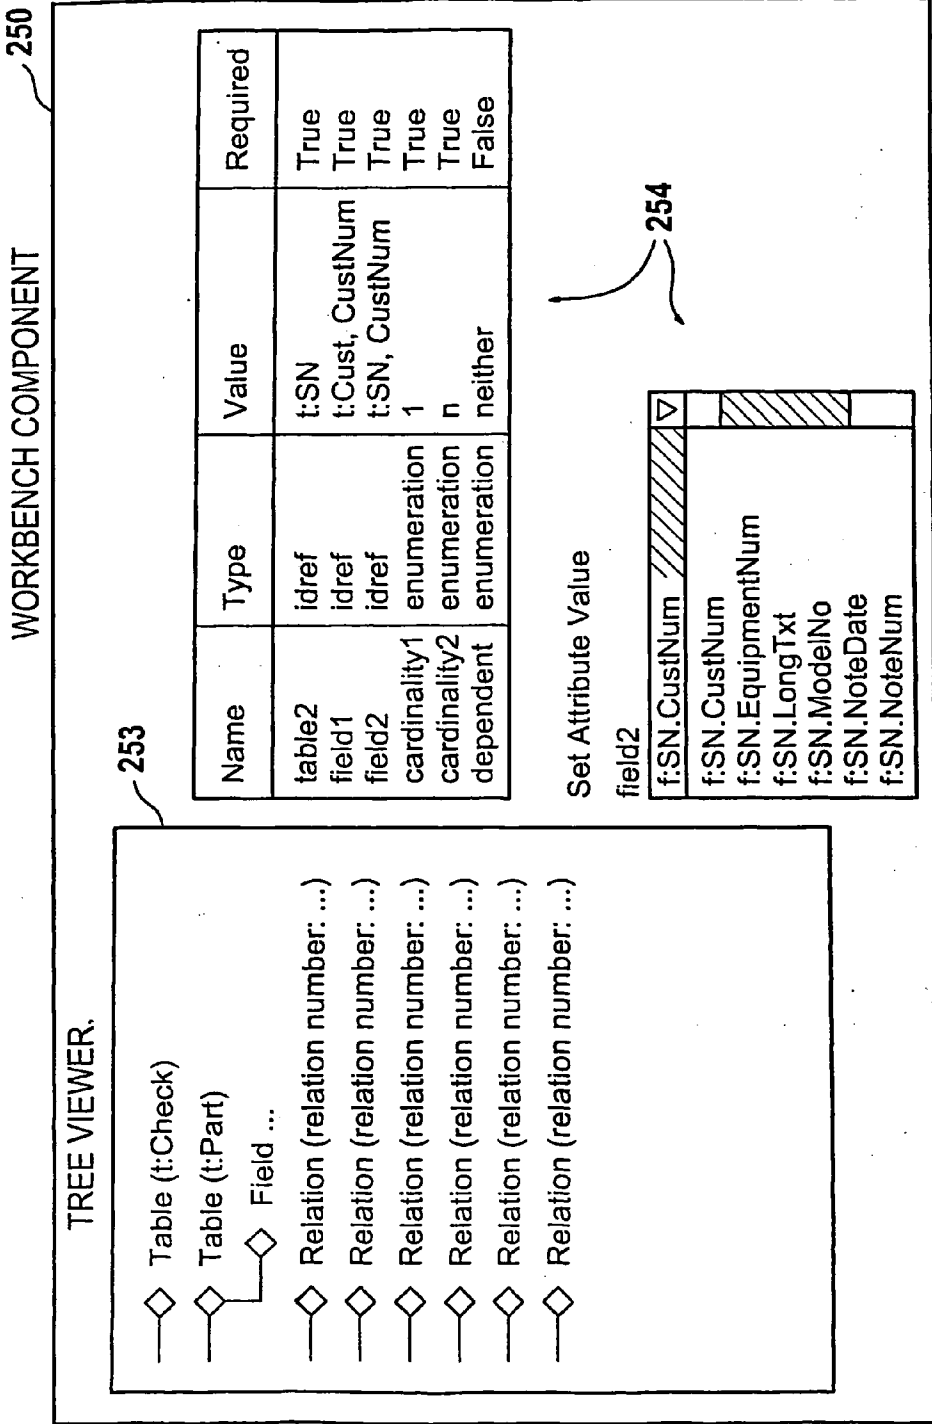 WORKBENCH COMPONENT
250
TREE VIEWER.
253
Table (t:Check)
Table (t:Part)
Field ...
Relation (relation number: ...)
Relation (relation number: ...)
Relation (relation number: ...)
Relation (relation number: ...)
Relation (relation number: ...)
Relation (relation number: ...)
Name Type Value Required
table2 idref t:SN True
field1 idref t:Cust, CustNum True
field2 idref t:SN, CustNum True
cardinality1 enumeration 1 True
cardinality2 enumeration n True
dependent enumeration neither False
254
Set Attribute Value
field2
f:SN.CustNum
f:SN.CustNum
f:SN.EquipmentNum
f:SN.LongTxt
f:SN.ModelNo
f:SN.NoteDate
f:SN.NoteNum